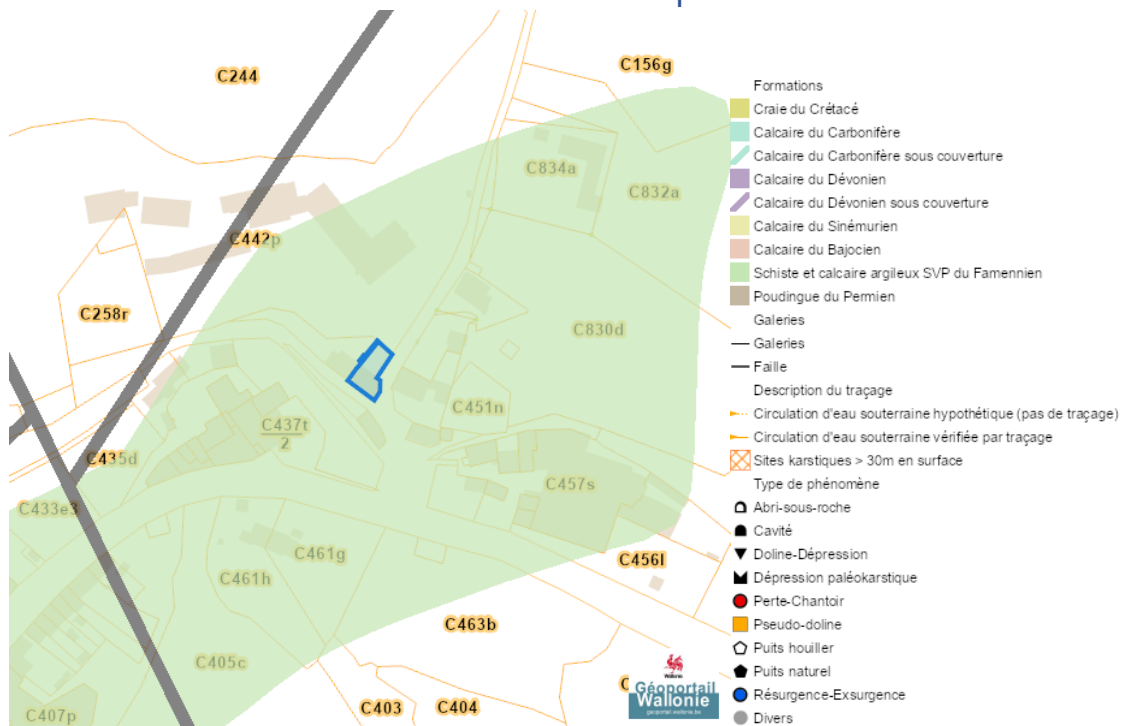 C244
C156g
C834a
C832a
C442p
C258r
C830d
C451n
C437t
2
C435d
C433e3
C457s
C461g
C461h
C456l
C463b
C405c
C403
C404
C407p
Formations
Craie du Crétacé
Calcaire du Carbonifère
Calcaire du Carbonifère sous couverture
Calcaire du Dévonien
Calcaire du Dévonien sous couverture
Calcaire du Sinémurien
Calcaire du Bajocien
Schiste et calcaire argileux SVP du Famennien
Poudingue du Permien
Galeries
Galeries
Faille
Description du traçage
Circulation d'eau souterraine hypothétique (pas de traçage)
Circulation d'eau souterraine vérifiée par traçage
Sites karstiques > 30m en surface
Type de phénomène
Abri-sous-roche
Cavité
Doline-Dépression
Dépression paléokarstique
Perte-Chantoir
Pseudo-doline
Puits houiller
Puits naturel
Résurgence-Exsurgence
Divers
Wallonie
Géoportail
Wallonie
geoportail.wallonie.be